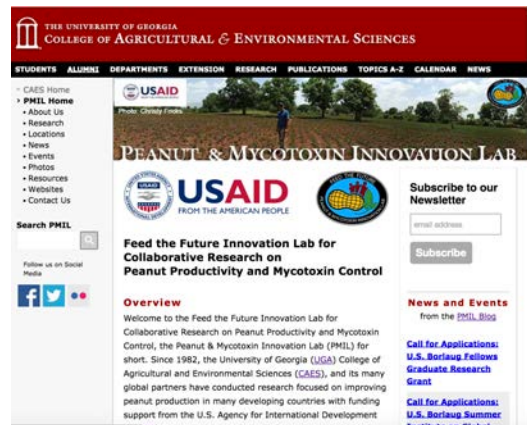 THE UNIVERSITY OF GEORGIA
COLLEGE OF AGRICULTURAL & ENVIRONMENTAL SCIENCES
STUDENTS ALUMNI DEPARTMENTS EXTENSION RESEARCH PUBLICATIONS TOPICS A-Z CALENDAR NEWS
CAES Home
PMIL Home
About Us
Research
Locations
News
Events
Photos
Resources
Websites
Contact Us
Search PMIL
Follow us on Social
Media
USAID
Photo: Christy Fricks
PEANUT & MYCOTOXIN INNOVATION LAB
USAID
FROM THE AMERICAN PEOPLE
Feed the Future Innovation Lab for
Collaborative Research on
Peanut Productivity and Mycotoxin Control
Overview
Welcome to the Feed the Future Innovation Lab for
Collaborative Research on Peanut Productivity and Mycotoxin
Control, the Peanut & Mycotoxin Innovation Lab (PMIL) for
short. Since 1982, the University of Georgia (UGA) College of
Agricultural and Environmental Sciences (CAES), and its many
global partners have conducted research focused on improving
peanut production in many developing countries with funding
support from the U.S. Agency for International Development
Subscribe to our
Newsletter
email address
Subscribe
News and Events
from the PMIL Blog
Call for Applications:
U.S. Borlaug Fellows
Graduate Research
Grant
Call for Applications:
U.S. Borlaug Summer